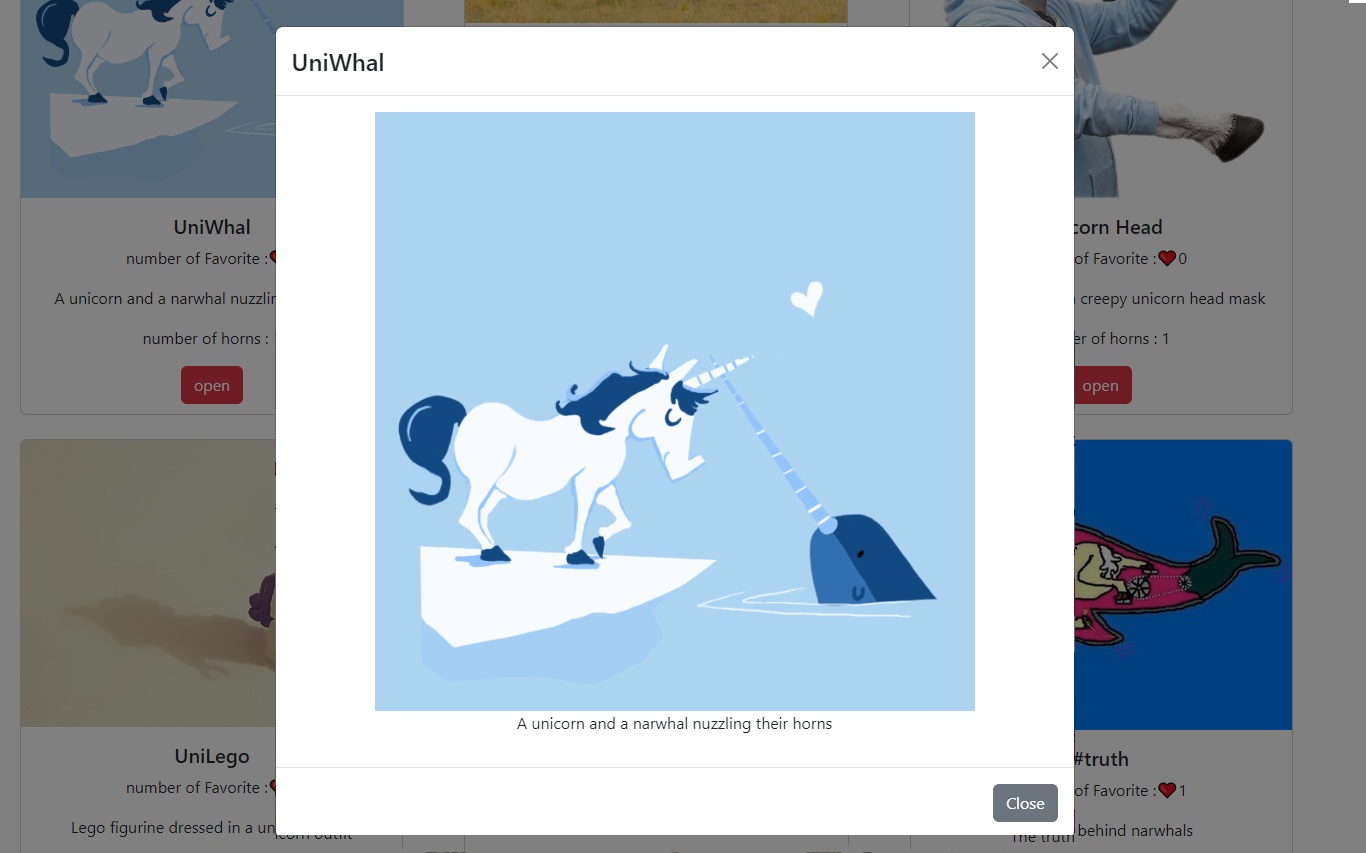 UniWhal
A unicorn and a narwhal nuzzling their horns
Close
UniWhal
number of Favorite :
A unicorn and a narwhal nuzzlin
number of horns :
open
corn Head
of Favorite : 0
creepy unicorn head mask
er of horns : 1
open
UniLego
number of Favorite :
Lego figurine dressed in a unicorn outfit
#truth
of Favorite : 1
The truth behind narwhals